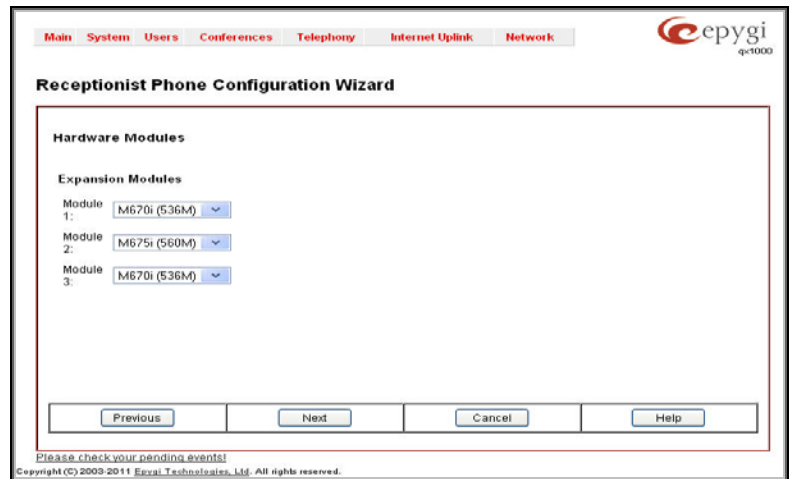 Main System Users Conferences Telephony Internet Uplink Network
epygi
qx1000
Receptionist Phone Configuration Wizard
Hardware Modules
Expansion Modules
Module 1: M670i (536M)
Module 2: M675i (560M)
Module 3: M670i (536M)
Previous Next Cancel Help
Please check your pending events!
Copyright (C) 2003-2011 Epygi Technologies, Ltd. All rights reserved.